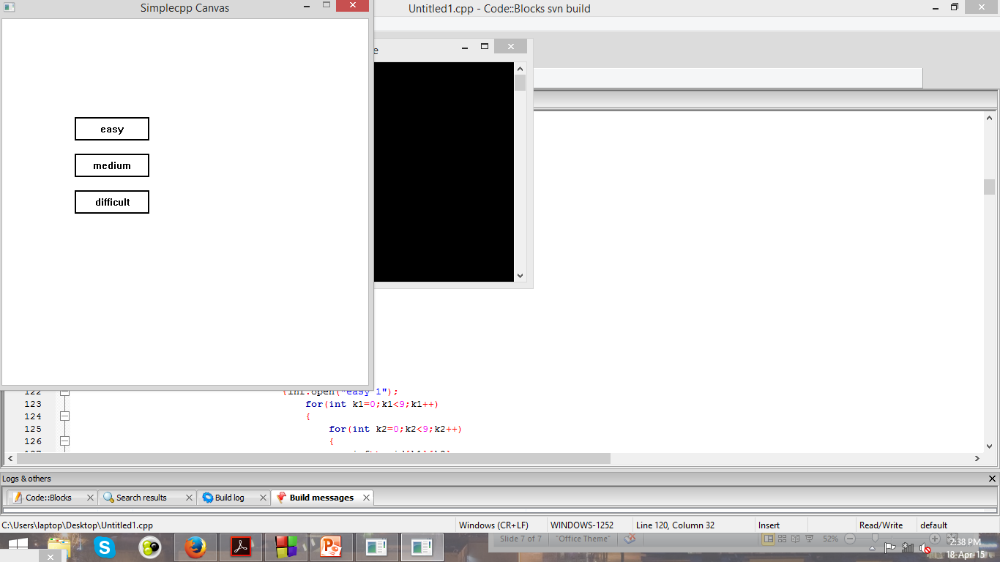 Simplecpp Canvas
Untitled1.cpp - Code::Blocks svn build
e
easy
medium
difficult
122 {inf.open("easy 1");
123 for(int k1=0;k1<9;k1++)
124 {
125 for(int k2=0;k2<9;k2++)
126 {
Logs & others
Code::Blocks Search results Build log Build messages
C:\Users\laptop\Desktop\Untitled1.cpp Windows (CR+LF) WINDOWS-1252 Line 120, Column 32 Insert Read/Write default
Slide 7 of 7 "Office Theme" 52%
2:38 PM
18-Apr-15